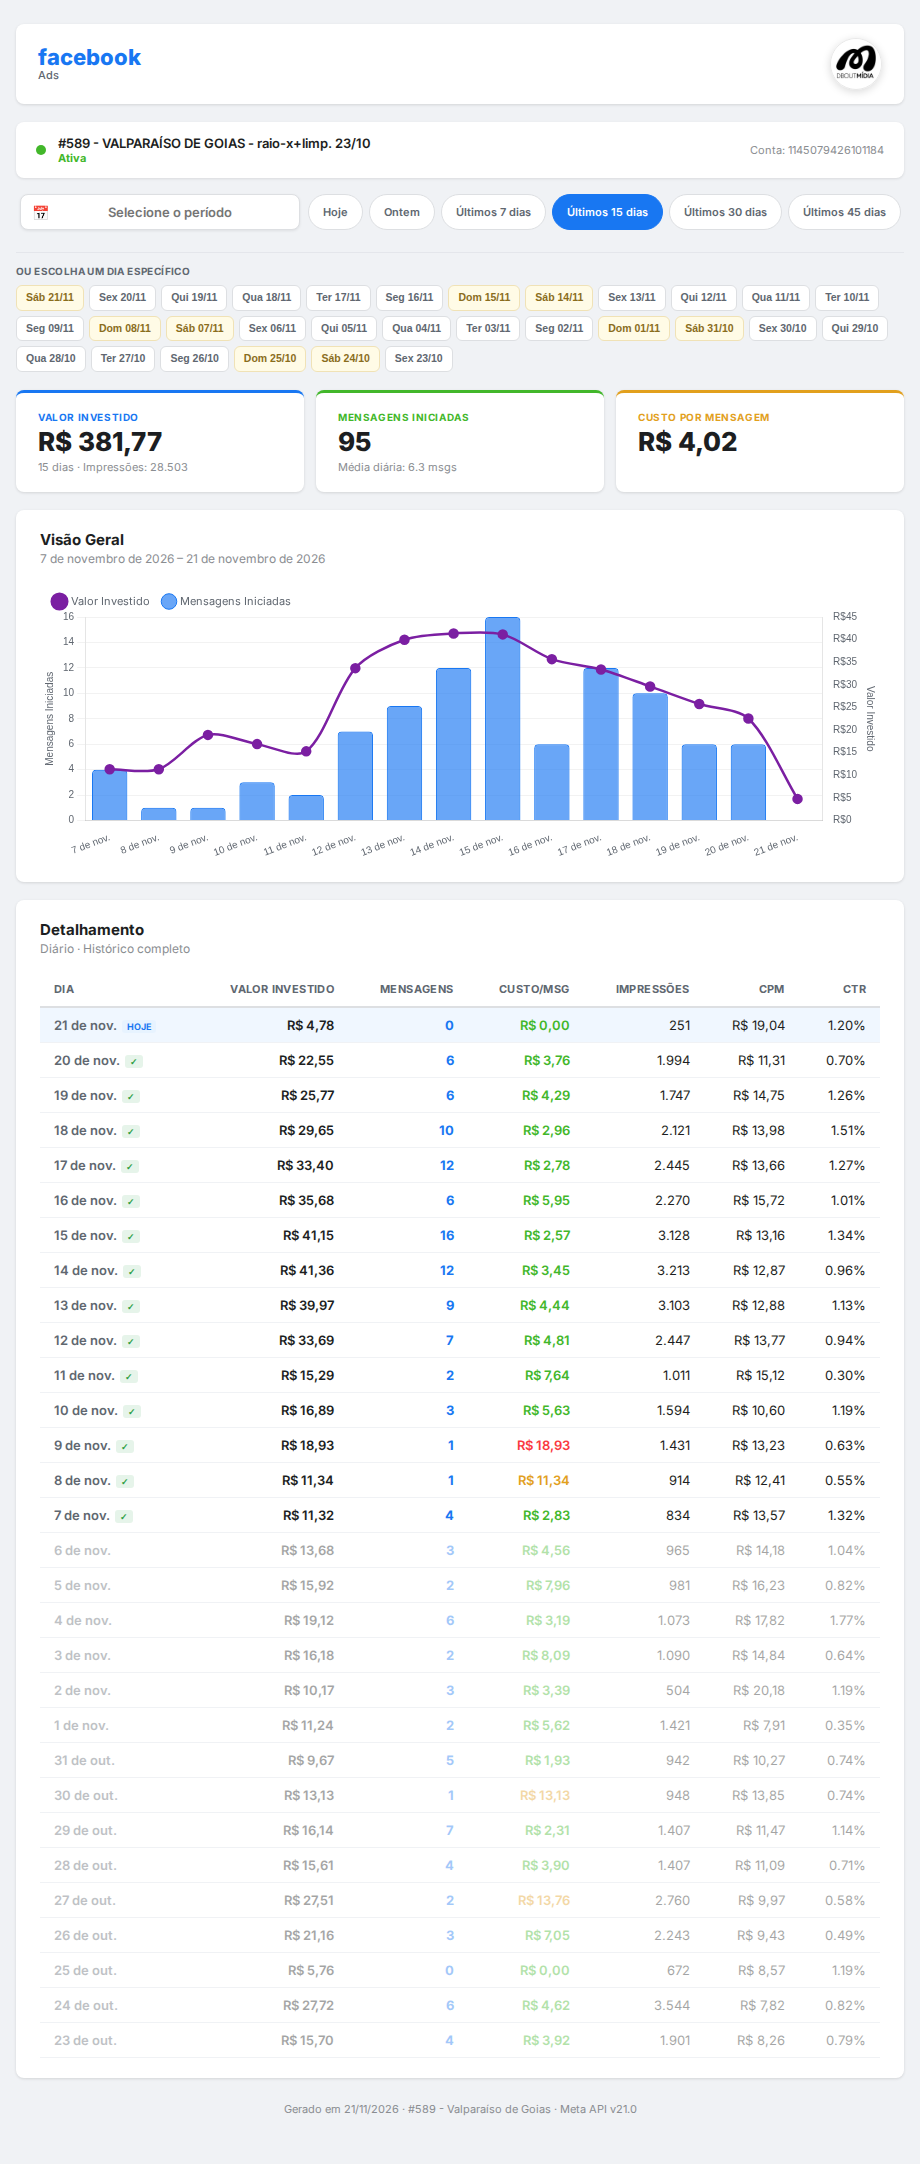 facebook
Ads
DBOUTMÍDIA
#589 - VALPARAÍSO DE GOIAS - raio-x+limp. 23/10
Ativa
Conta: 1145079426101184
📅 Selecione o período Hoje Ontem Últimos 7 dias Últimos 15 dias Últimos 30 dias Últimos 45 dias
OU ESCOLHA UM DIA ESPECÍFICO
Sáb 21/11 Sex 20/11 Qui 19/11 Qua 18/11 Ter 17/11 Seg 16/11 Dom 15/11 Sáb 14/11 Sex 13/11 Qui 12/11 Qua 11/11 Ter 10/11
Seg 09/11 Dom 08/11 Sáb 07/11 Sex 06/11 Qui 05/11 Qua 04/11 Ter 03/11 Seg 02/11 Dom 01/11 Sáb 31/10 Sex 30/10 Qui 29/10
Qua 28/10 Ter 27/10 Seg 26/10 Dom 25/10 Sáb 24/10 Sex 23/10
VALOR INVESTIDO
R$ 381,77
15 dias · Impressões: 28.503
MENSAGENS INICIADAS
95
Média diária: 6.3 msgs
CUSTO POR MENSAGEM
R$ 4,02
Visão Geral
7 de novembro de 2026 – 21 de novembro de 2026
Valor Investido Mensagens Iniciadas
Mensagens Iniciadas
16
14
12
10
8
6
4
2
0
R$45
R$40
R$35
R$30
R$25
R$20
R$15
R$10
R$5
R$0
Valor Investido
7 de nov. 8 de nov. 9 de nov. 10 de nov. 11 de nov. 12 de nov. 13 de nov. 14 de nov. 15 de nov. 16 de nov. 17 de nov. 18 de nov. 19 de nov. 20 de nov. 21 de nov.
Detalhamento
Diário · Histórico completo
DIA VALOR INVESTIDO MENSAGENS CUSTO/MSG IMPRESSÕES CPM CTR
21 de nov. HOJE R$ 4,78 0 R$ 0,00 251 R$ 19,04 1.20%
20 de nov. ✓ R$ 22,55 6 R$ 3,76 1.994 R$ 11,31 0.70%
19 de nov. ✓ R$ 25,77 6 R$ 4,29 1.747 R$ 14,75 1.26%
18 de nov. ✓ R$ 29,65 10 R$ 2,96 2.121 R$ 13,98 1.51%
17 de nov. ✓ R$ 33,40 12 R$ 2,78 2.445 R$ 13,66 1.27%
16 de nov. ✓ R$ 35,68 6 R$ 5,95 2.270 R$ 15,72 1.01%
15 de nov. ✓ R$ 41,15 16 R$ 2,57 3.128 R$ 13,16 1.34%
14 de nov. ✓ R$ 41,36 12 R$ 3,45 3.213 R$ 12,87 0.96%
13 de nov. ✓ R$ 39,97 9 R$ 4,44 3.103 R$ 12,88 1.13%
12 de nov. ✓ R$ 33,69 7 R$ 4,81 2.447 R$ 13,77 0.94%
11 de nov. ✓ R$ 15,29 2 R$ 7,64 1.011 R$ 15,12 0.30%
10 de nov. ✓ R$ 16,89 3 R$ 5,63 1.594 R$ 10,60 1.19%
9 de nov. ✓ R$ 18,93 1 R$ 18,93 1.431 R$ 13,23 0.63%
8 de nov. ✓ R$ 11,34 1 R$ 11,34 914 R$ 12,41 0.55%
7 de nov. ✓ R$ 11,32 4 R$ 2,83 834 R$ 13,57 1.32%
6 de nov. R$ 13,68 3 R$ 4,56 965 R$ 14,18 1.04%
5 de nov. R$ 15,92 2 R$ 7,96 981 R$ 16,23 0.82%
4 de nov. R$ 19,12 6 R$ 3,19 1.073 R$ 17,82 1.77%
3 de nov. R$ 16,18 2 R$ 8,09 1.090 R$ 14,84 0.64%
2 de nov. R$ 10,17 3 R$ 3,39 504 R$ 20,18 1.19%
1 de nov. R$ 11,24 2 R$ 5,62 1.421 R$ 7,91 0.35%
31 de out. R$ 9,67 5 R$ 1,93 942 R$ 10,27 0.74%
30 de out. R$ 13,13 1 R$ 13,13 948 R$ 13,85 0.74%
29 de out. R$ 16,14 7 R$ 2,31 1.407 R$ 11,47 1.14%
28 de out. R$ 15,61 4 R$ 3,90 1.407 R$ 11,09 0.71%
27 de out. R$ 27,51 2 R$ 13,76 2.760 R$ 9,97 0.58%
26 de out. R$ 21,16 3 R$ 7,05 2.243 R$ 9,43 0.49%
25 de out. R$ 5,76 0 R$ 0,00 672 R$ 8,57 1.19%
24 de out. R$ 27,72 6 R$ 4,62 3.544 R$ 7,82 0.82%
23 de out. R$ 15,70 4 R$ 3,92 1.901 R$ 8,26 0.79%
Gerado em 21/11/2026 · #589 - Valparaíso de Goias · Meta API v21.0